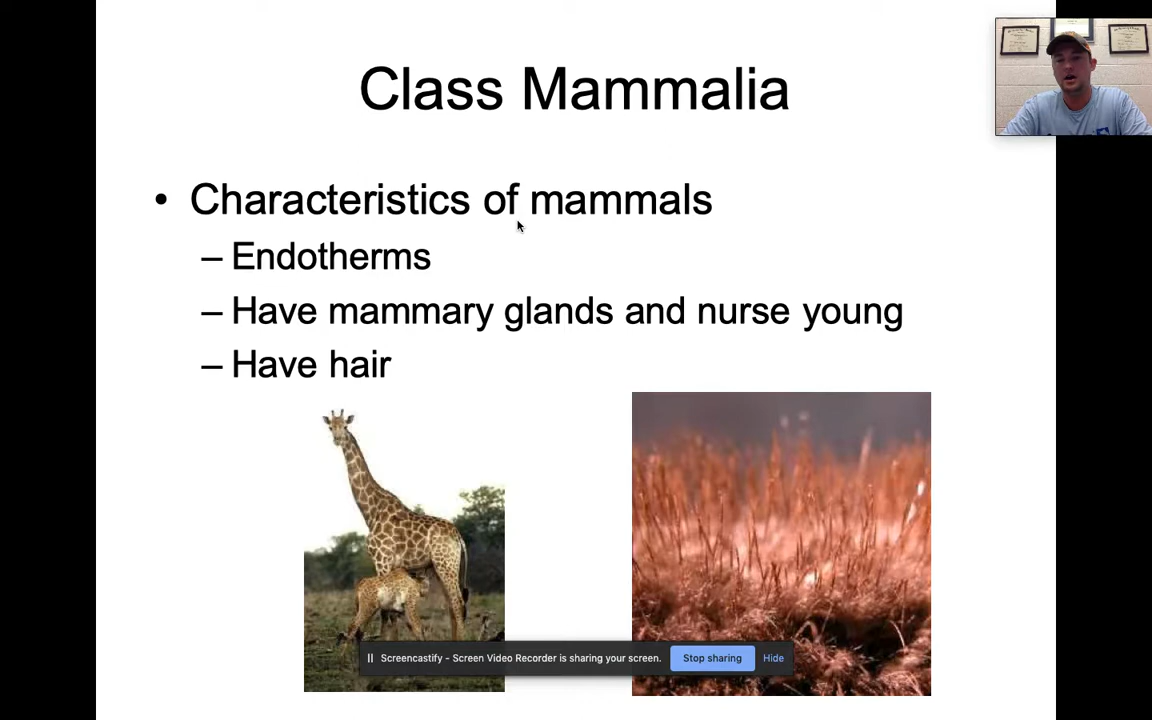 Class Mammalia
• Characteristics of mammals
– Endotherms
– Have mammary glands and nurse young
– Have hair
Screencastify - Screen Video Recorder is sharing your screen.
Stop sharing
Hide